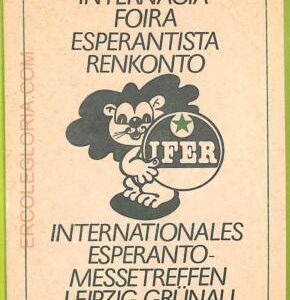 INTERNACIA
FOIRA
ESPERANTISTA
RENKONTO
IFER
INTERNATIONALES
ESPERANTO-
MESSETREFFEN
LEIPZIG GRÜNAU
ERCOLEGLORIA.COM